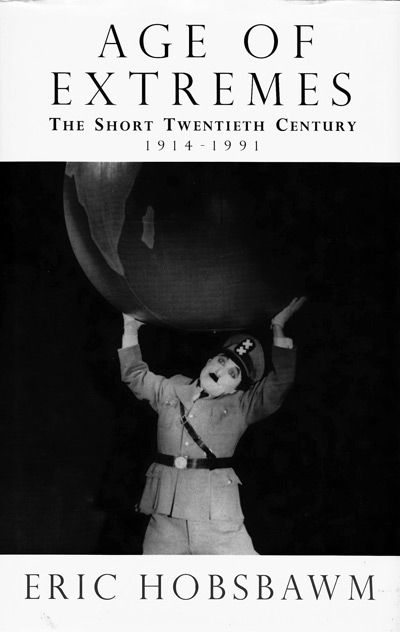 AGE OF
EXTREMES
THE SHORT TWENTIETH CENTURY
1914-1991
ERIC HOBSBAWM